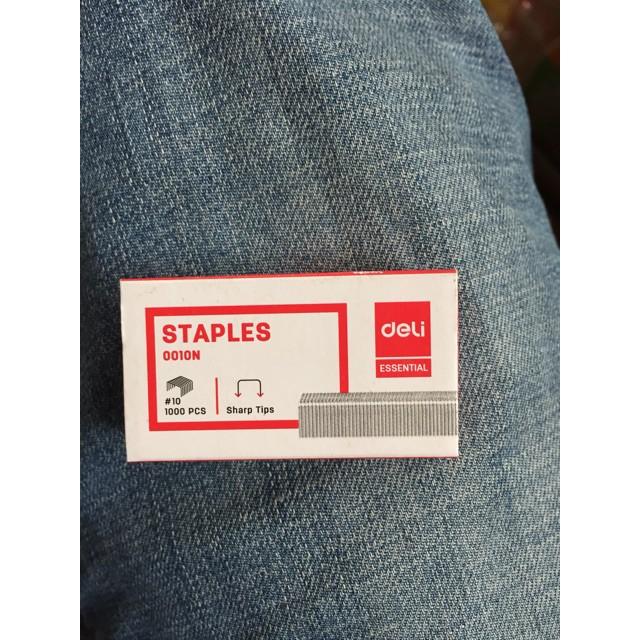 STAPLES
0010N
#10
1000 PCS
Sharp Tips
deli
ESSENTIAL